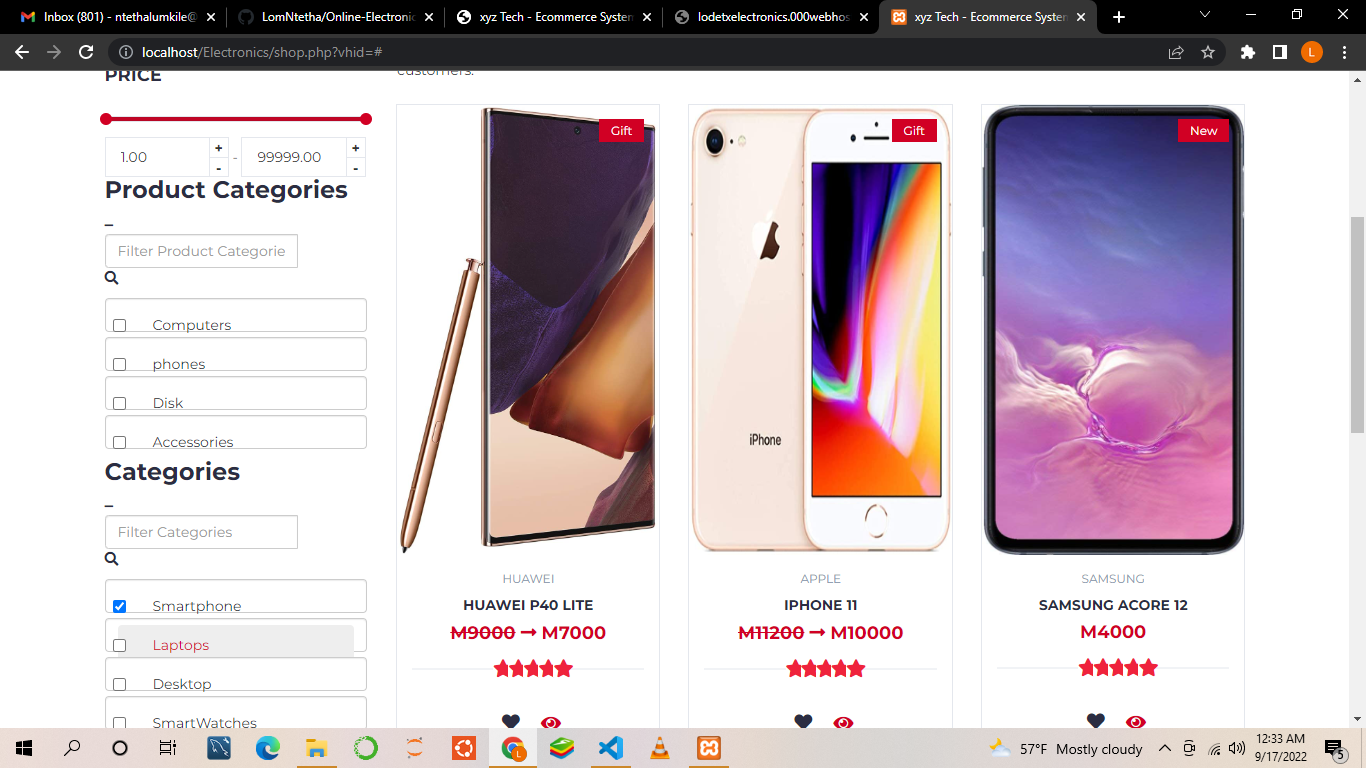 Inbox (801) - ntethalumkile@
LomNtetha/Online-Electronic
xyz Tech - Ecommerce System
lodetxelectronics.000webhos
xyz Tech - Ecommerce System
localhost/Electronics/shop.php?vhid=#
L
PRICE
customers.
1.00
+
-
-
99999.00
+
-
Product Categories
Filter Product Categorie
Computers
phones
Disk
Accessories
Categories
Filter Categories
Smartphone
Laptops
Desktop
SmartWatches
Gift
HUAWEI
HUAWEI P40 LITE
M9000 → M7000
Gift
iPhone
APPLE
IPHONE 11
M11200 → M10000
New
SAMSUNG
SAMSUNG ACORE 12
M4000
L
57°F Mostly cloudy
12:33 AM
9/17/2022
5